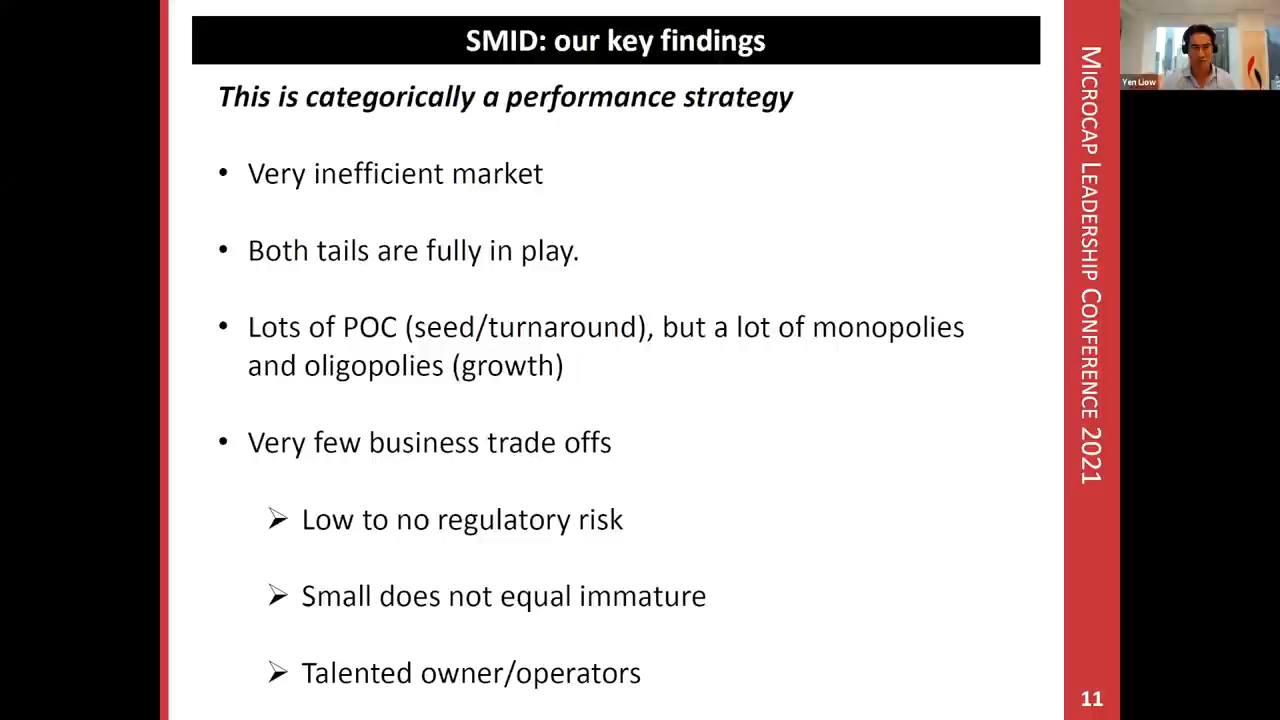 SMID: our key findings
This is categorically a performance strategy
• Very inefficient market
• Both tails are fully in play.
• Lots of POC (seed/turnaround), but a lot of monopolies
and oligopolies (growth)
• Very few business trade offs
➢ Low to no regulatory risk
➢ Small does not equal immature
➢ Talented owner/operators
MICROCAP LEADERSHIP CONFERENCE 2021
11
Yen Liow